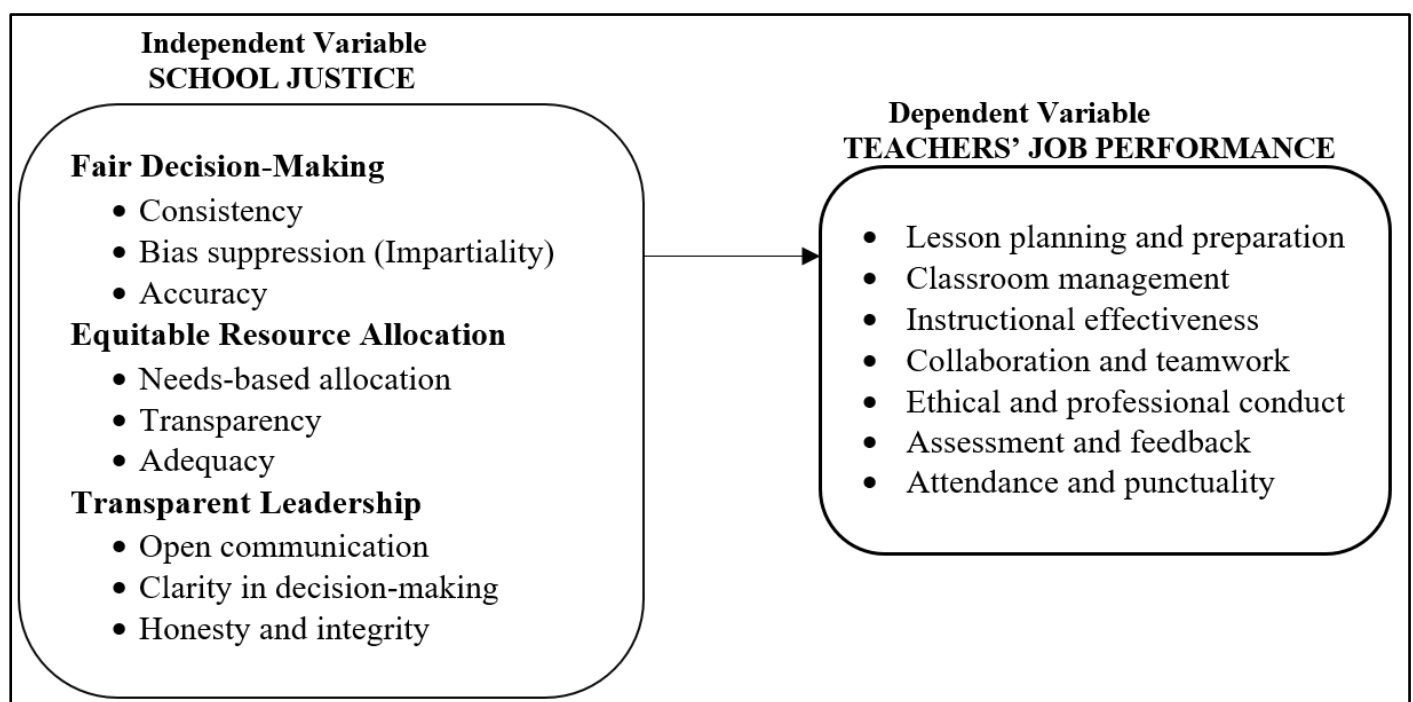 Independent Variable
SCHOOL JUSTICE
Fair Decision-Making
• Consistency
• Bias suppression (Impartiality)
• Accuracy
Equitable Resource Allocation
• Needs-based allocation
• Transparency
• Adequacy
Transparent Leadership
• Open communication
• Clarity in decision-making
• Honesty and integrity
Dependent Variable
TEACHERS’ JOB PERFORMANCE
• Lesson planning and preparation
• Classroom management
• Instructional effectiveness
• Collaboration and teamwork
• Ethical and professional conduct
• Assessment and feedback
• Attendance and punctuality